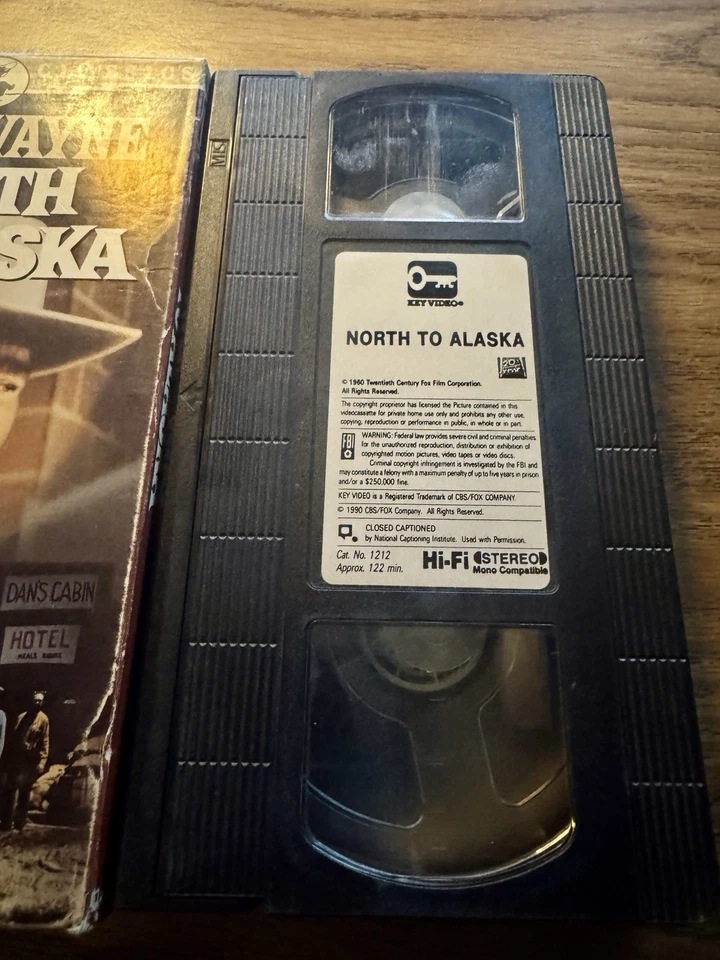 CLASSICS
WAYNE
TH
SKA
DAN'S CABIN
HOTEL
MEALS
VHS
KEY VIDEO®
NORTH TO ALASKA
© 1960 Twentieth Century Fox Film Corporation.
All Rights Reserved.
The copyright proprietor has licensed the Picture contained in this
videocassette for private home use only and prohibits any other use,
copying, reproduction or performance in public, in whole or in part.
FBI
WARNING: Federal law provides severe civil and criminal penalties
for the unauthorized reproduction, distribution or exhibition of
copyrighted motion pictures, video tapes or video discs.
Criminal copyright infringement is investigated by the FBI and
may constitute a felony with a maximum penalty of up to five years in prison
and/or a $250,000 fine.
KEY VIDEO is a Registered Trademark of CBS/FOX COMPANY.
© 1990 CBS/FOX Company. All Rights Reserved.
CLOSED CAPTIONED
by National Captioning Institute. Used with Permission.
Cat. No. 1212
Approx. 122 min.
Hi-Fi STEREO
Mono Compatible